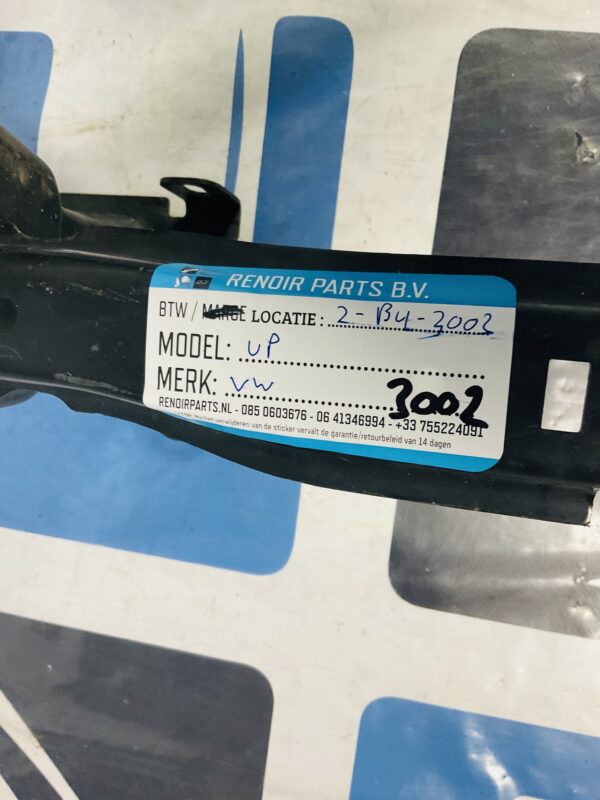 RENOIR PARTS B.V.
BTW / MARGE LOCATIE: 2-B4-3002
MODEL: UP
MERK: VW
3002
RENOIRPARTS.NL - 085 0603676 - 06 41346994 - +33 755224091
verwijderen van de sticker vervalt de garantie/retourbeleid van 14 dagen